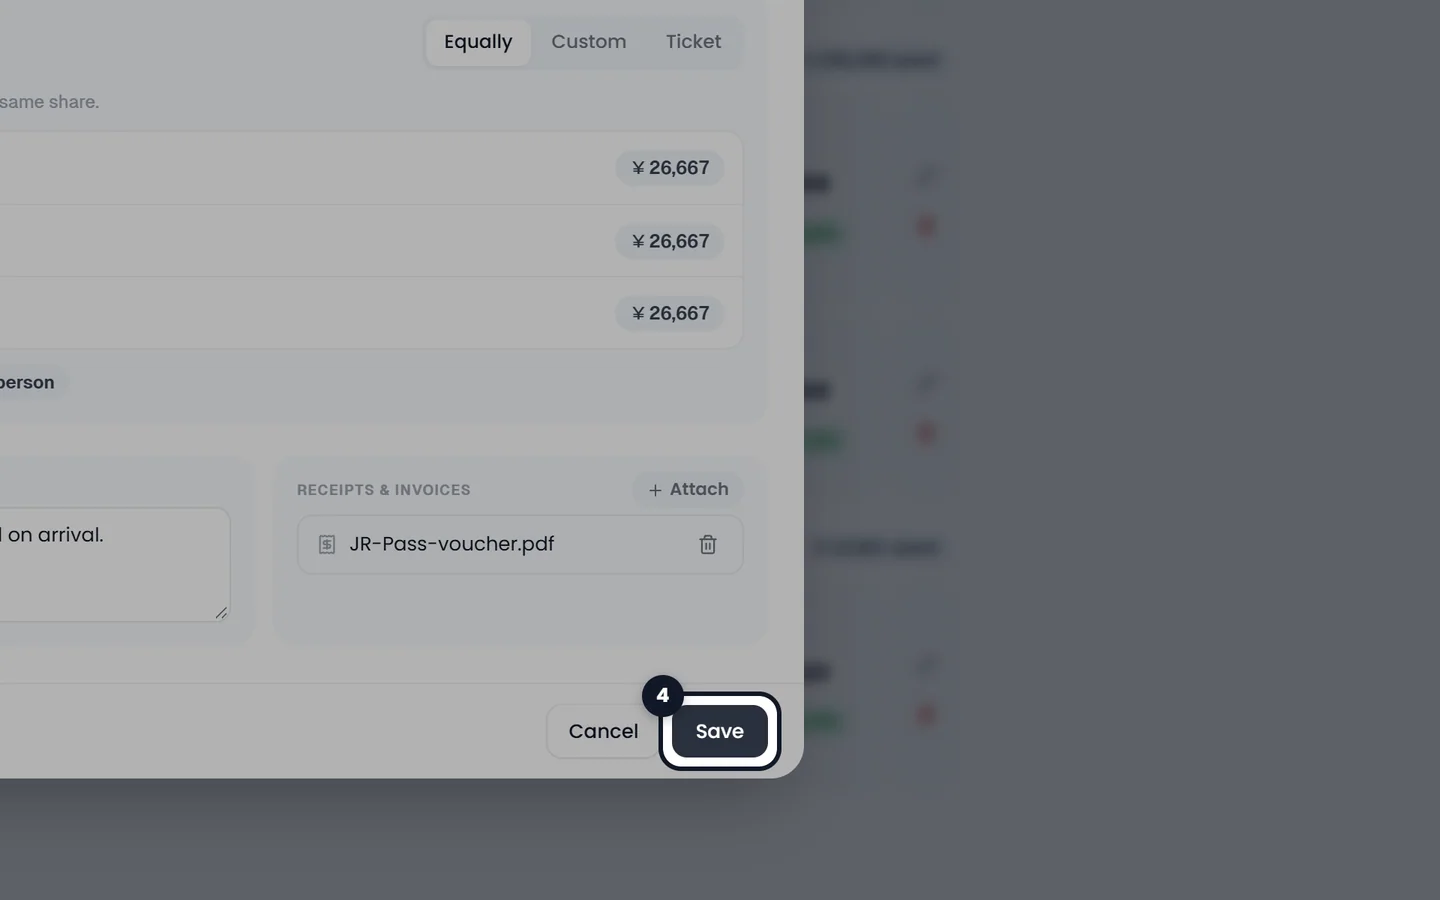 Equally Custom Ticket
same share.
¥ 26,667
¥ 26,667
¥ 26,667
person
RECEIPTS & INVOICES + Attach
on arrival.
JR-Pass-voucher.pdf
4
Cancel Save